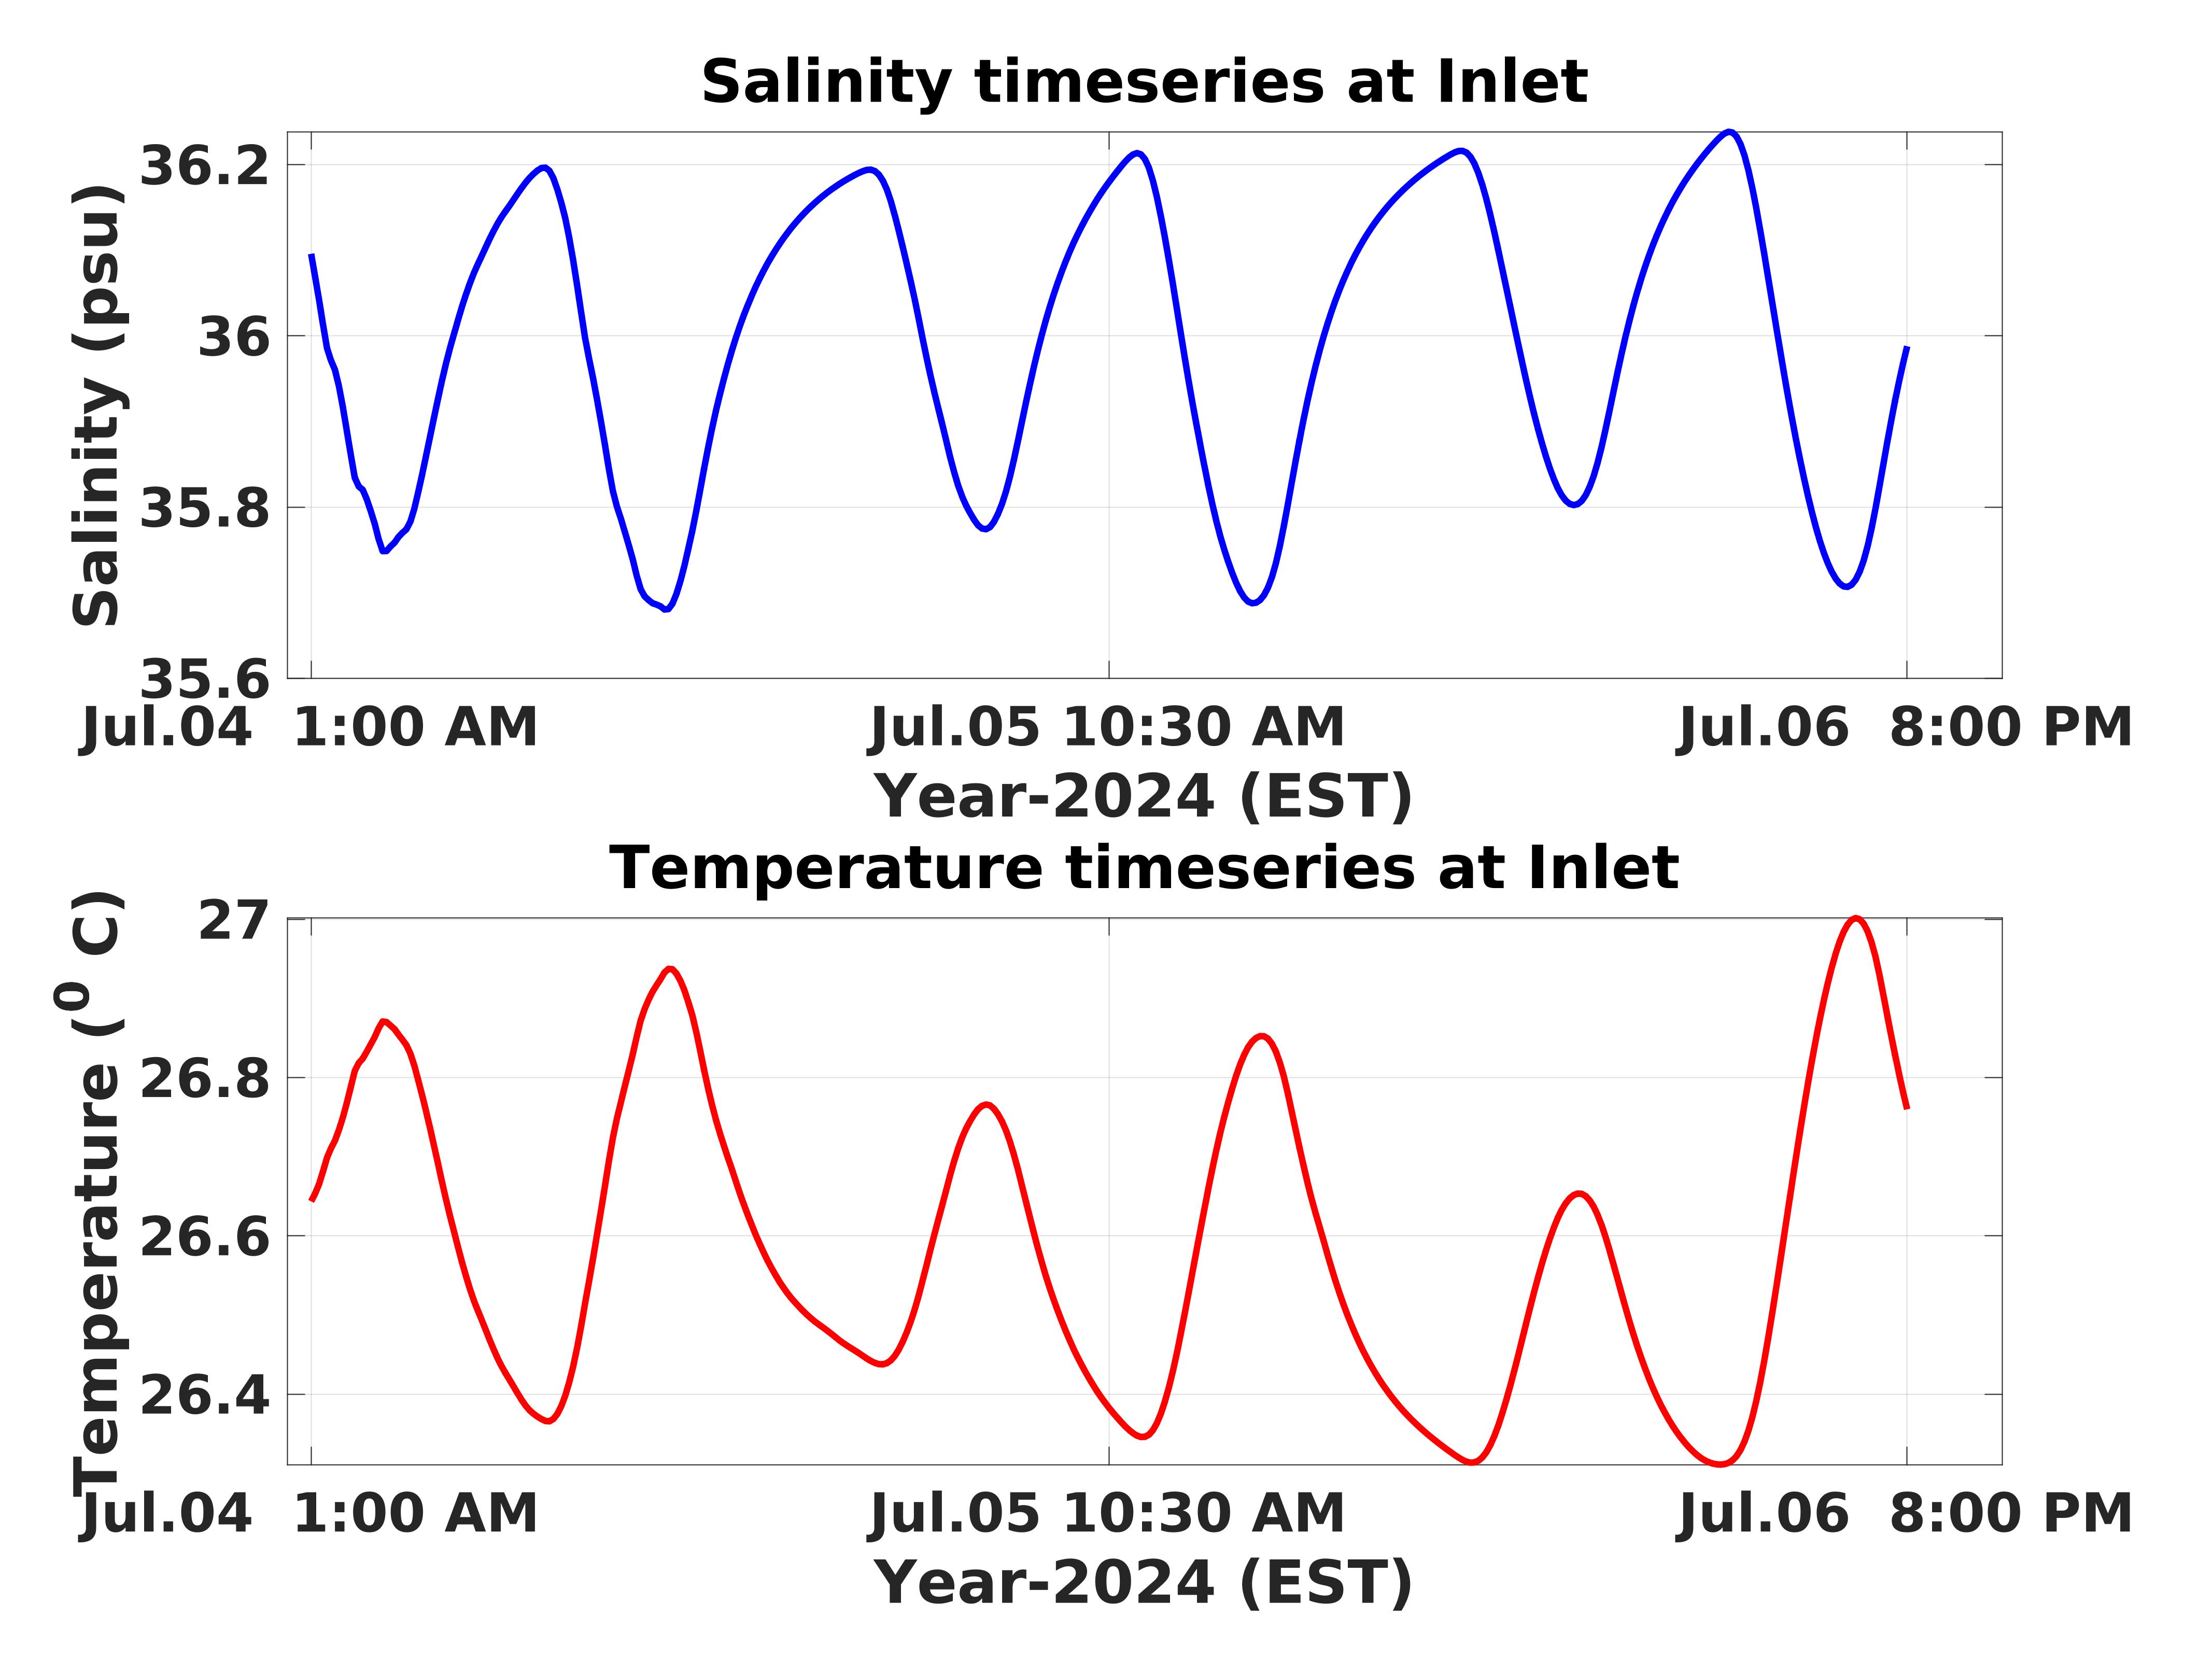 Salinity timeseries at Inlet
Salinity (psu)
36.2
36
35.8
35.6
Jul.04 1:00 AM Jul.05 10:30 AM Jul.06 8:00 PM
Year-2024 (EST)
Temperature timeseries at Inlet
Temperature (⁰ C)
27
26.8
26.6
26.4
Jul.04 1:00 AM Jul.05 10:30 AM Jul.06 8:00 PM
Year-2024 (EST)